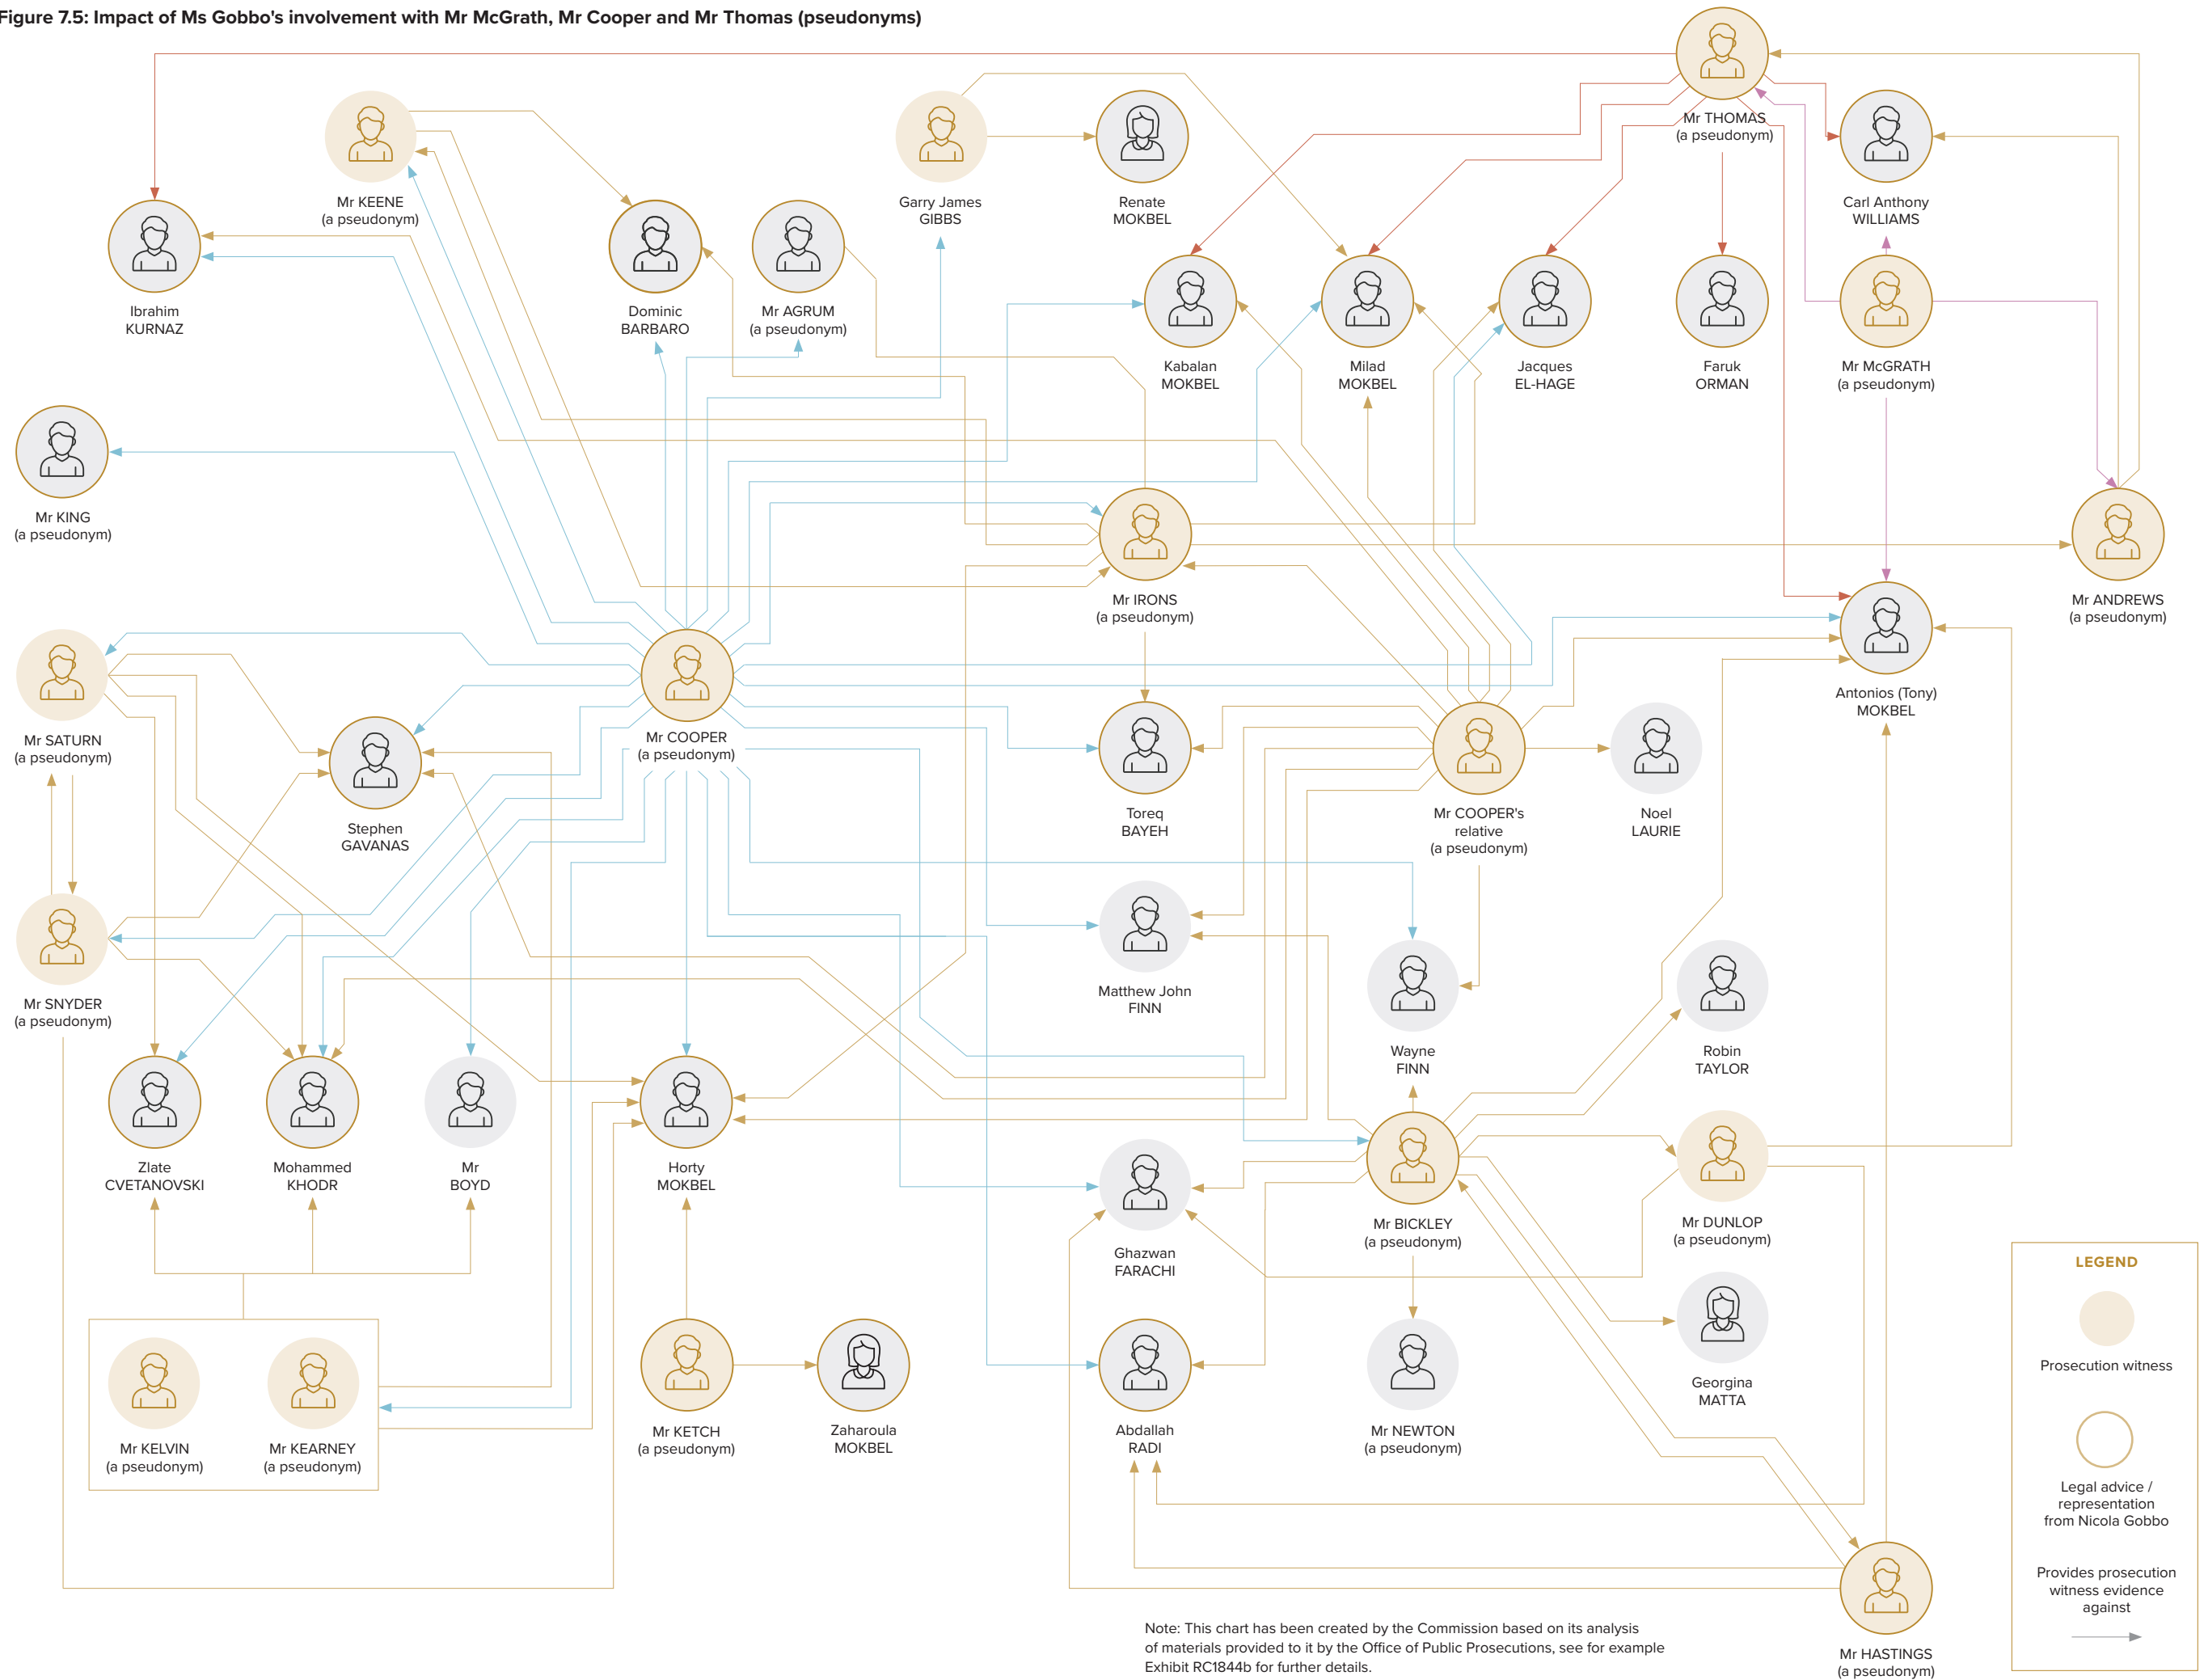 Figure 7.5: Impact of Ms Gobbo's involvement with Mr McGrath, Mr Cooper and Mr Thomas (pseudonyms)
Mr THOMAS
(a pseudonym)
Mr KEENE
(a pseudonym)
Garry James
GIBBS
Renate
MOKBEL
Carl Anthony
WILLIAMS
Ibrahim
KURNAZ
Dominic
BARBARO
Mr AGRUM
(a pseudonym)
Kabalan
MOKBEL
Milad
MOKBEL
Jacques
EL-HAGE
Faruk
ORMAN
Mr McGRATH
(a pseudonym)
Mr KING
(a pseudonym)
Mr IRONS
(a pseudonym)
Mr ANDREWS
(a pseudonym)
Antonios (Tony)
MOKBEL
Mr SATURN
(a pseudonym)
Mr COOPER
(a pseudonym)
Stephen
GAVANAS
Toreq
BAYEH
Mr COOPER's
relative
(a pseudonym)
Noel
LAURIE
Mr SNYDER
(a pseudonym)
Matthew John
FINN
Wayne
FINN
Robin
TAYLOR
Zlate
CVETANOVSKI
Mohammed
KHODR
Mr
BOYD
Horty
MOKBEL
Ghazwan
FARACHI
Mr BICKLEY
(a pseudonym)
Mr DUNLOP
(a pseudonym)
Mr KELVIN
(a pseudonym)
Mr KEARNEY
(a pseudonym)
Mr KETCH
(a pseudonym)
Zaharoula
MOKBEL
Abdallah
RADI
Mr NEWTON
(a pseudonym)
Georgina
MATTA
Mr HASTINGS
(a pseudonym)
LEGEND
Prosecution witness
Legal advice /
representation
from Nicola Gobbo
Provides prosecution
witness evidence
against
Note: This chart has been created by the Commission based on its analysis
of materials provided to it by the Office of Public Prosecutions, see for example
Exhibit RC1844b for further details.